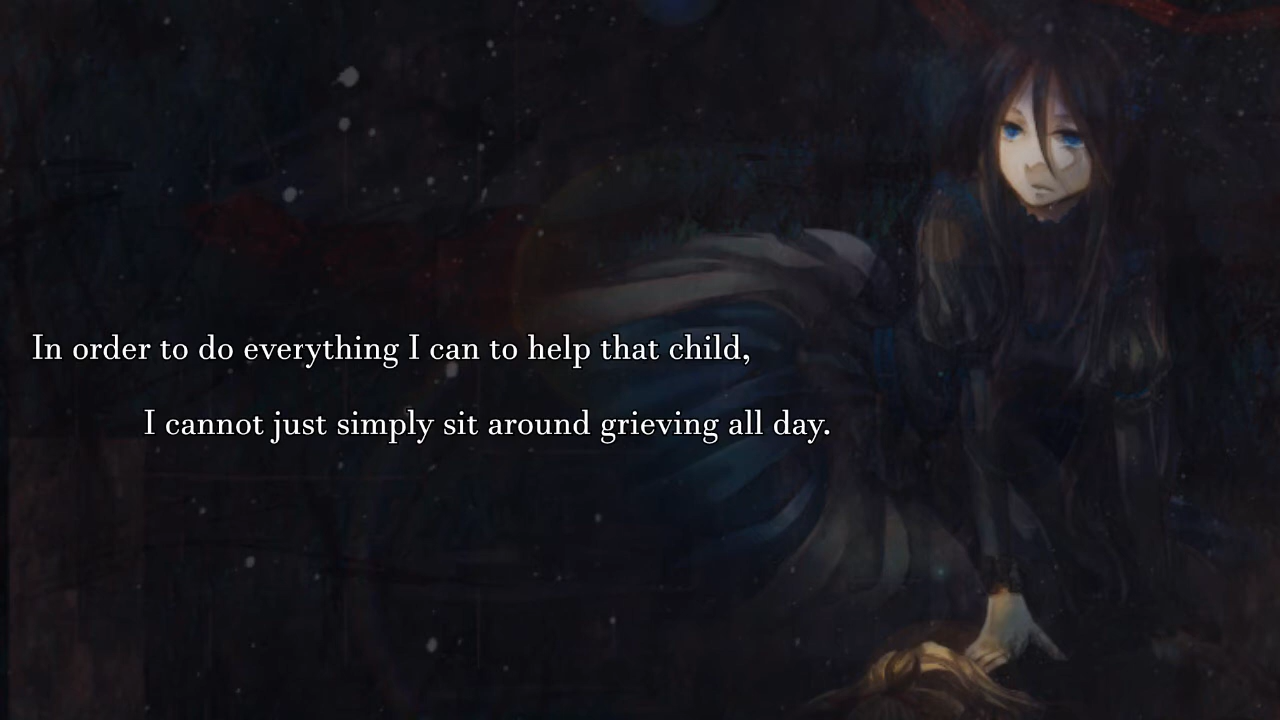 In order to do everything I can to help that child,
I cannot just simply sit around grieving all day.